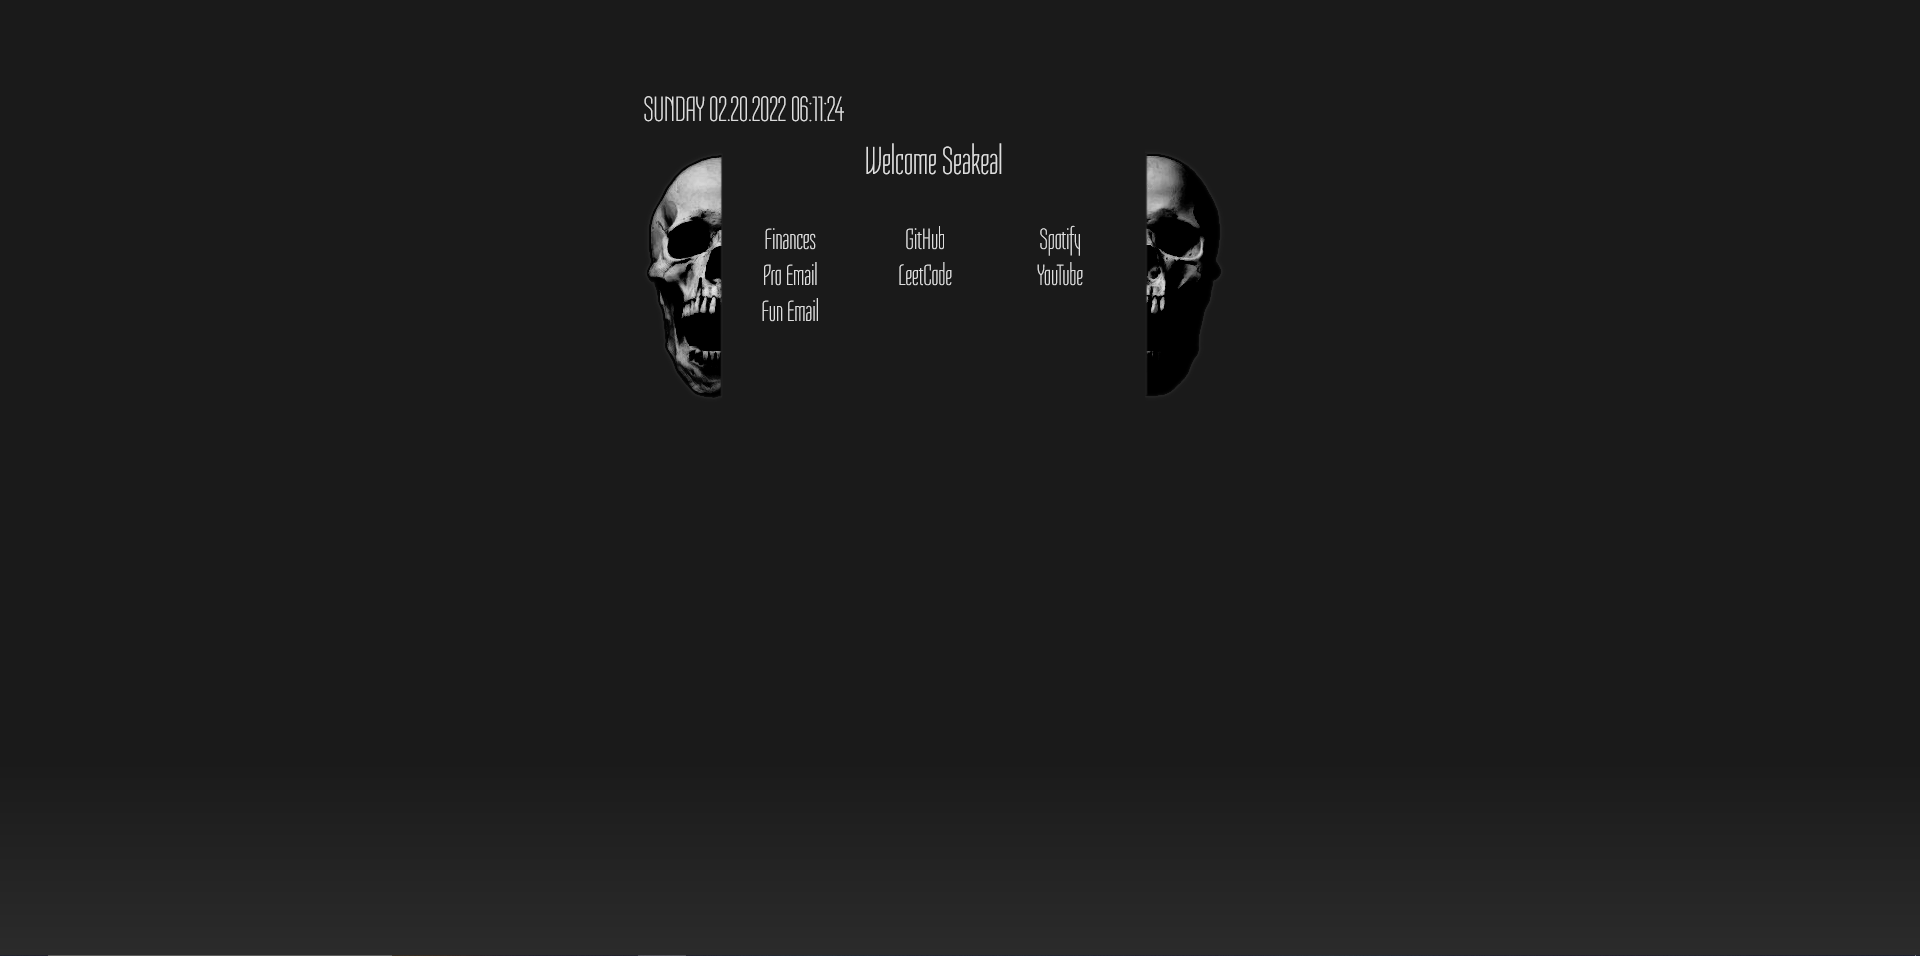 SUNDAY 02.20.2022 06:11:24
Welcome Seakeal
Finances GitHub Spotify
Pro Email LeetCode YouTube
Fun Email